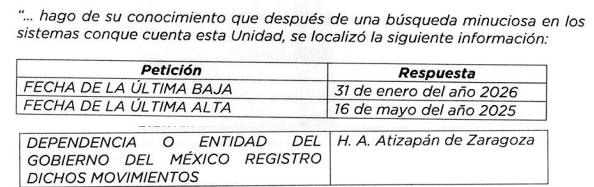 "... hago de su conocimiento que después de una búsqueda minuciosa en los
sistemas conque cuenta esta Unidad, se localizó la siguiente información:
Petición Respuesta
FECHA DE LA ÚLTIMA BAJA 31 de enero del año 2026
FECHA DE LA ÚLTIMA ALTA 16 de mayo del año 2025
DEPENDENCIA O ENTIDAD DEL H. A. Atizapán de Zaragoza
GOBIERNO DEL MÉXICO REGISTRO
DICHOS MOVIMIENTOS